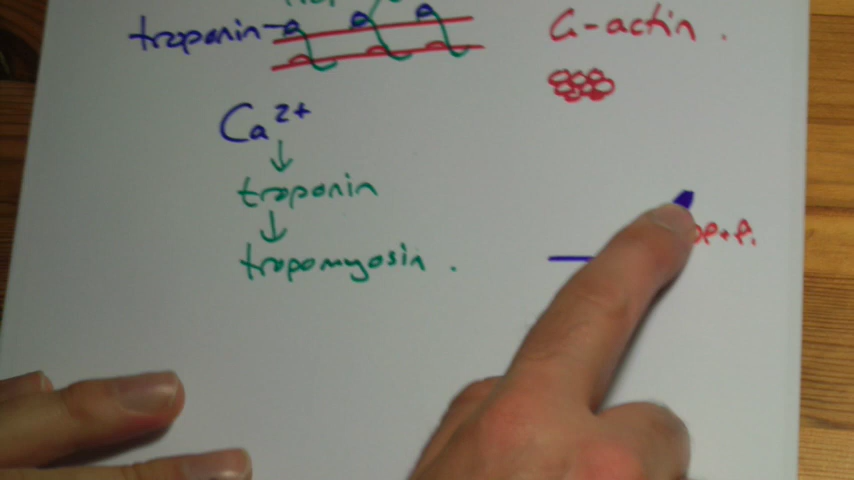 troponin
G-actin .
Ca²⁺
↓
troponin
↓
tropomyosin .